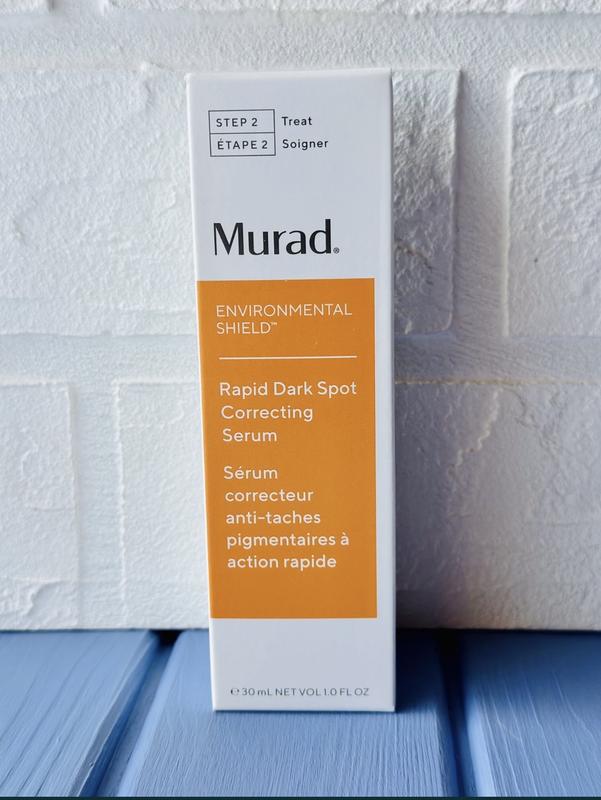 STEP 2 Treat
ÉTAPE 2 Soigner
Murad®
ENVIRONMENTAL
SHIELD™
Rapid Dark Spot
Correcting
Serum
Sérum
correcteur
anti-taches
pigmentaires à
action rapide
℮ 30 mL NET VOL 1.0 FL OZ